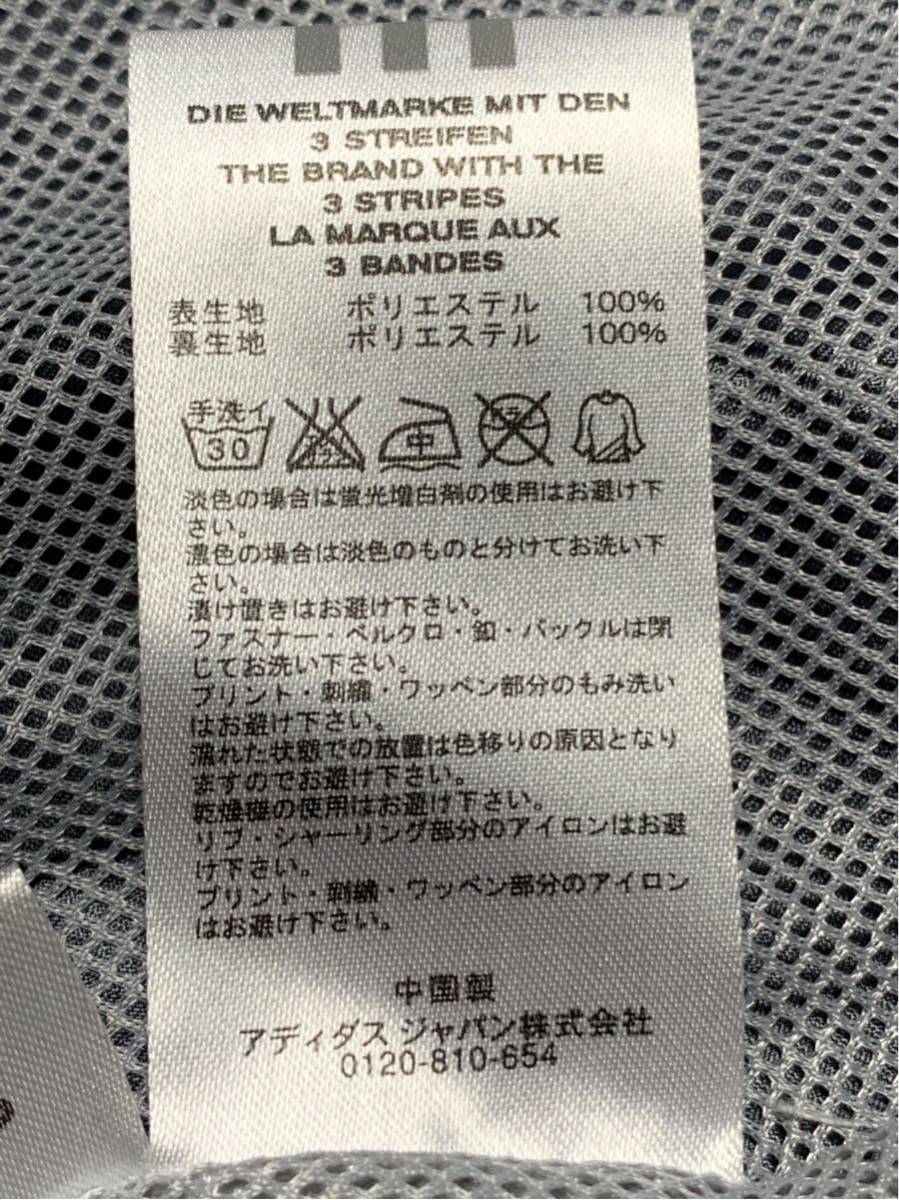 DIE WELTMARKE MIT DEN
3 STREIFEN
THE BRAND WITH THE
3 STRIPES
LA MARQUE AUX
3 BANDES
表生地 ポリエステル 100%
裏生地 ポリエステル 100%
手洗イ
30
中
淡色の場合は蛍光増白剤の使用はお避け下
さい。
濃色の場合は淡色のものと分けてお洗い下
さい。
漬け置きはお避け下さい。
ファスナー・ベルクロ・釦・バックルは閉
じてお洗い下さい。
プリント・刺繍・ワッペン部分のもみ洗い
はお避け下さい。
濡れた状態での放置は色移りの原因となり
ますのでお避け下さい。
乾燥機の使用はお避け下さい。
リブ・シャーリング部分のアイロンはお避
け下さい。
プリント・刺繍・ワッペン部分のアイロン
はお避け下さい。
中国製
アディダス ジャパン株式会社
0120-810-654